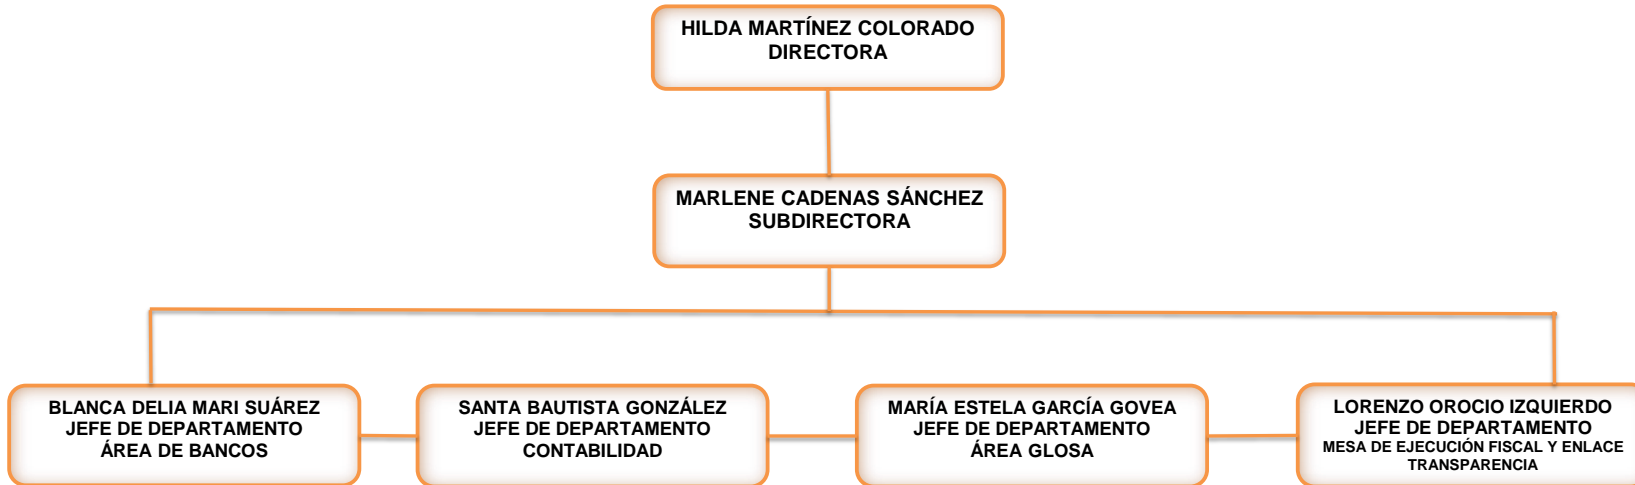 HILDA MARTÍNEZ COLORADO
DIRECTORA
MARLENE CADENAS SÁNCHEZ
SUBDIRECTORA
BLANCA DELIA MARI SUÁREZ
JEFE DE DEPARTAMENTO
ÁREA DE BANCOS
SANTA BAUTISTA GONZÁLEZ
JEFE DE DEPARTAMENTO
CONTABILIDAD
MARÍA ESTELA GARCÍA GOVEA
JEFE DE DEPARTAMENTO
ÁREA GLOSA
LORENZO OROCIO IZQUIERDO
JEFE DE DEPARTAMENTO
MESA DE EJECUCIÓN FISCAL Y ENLACE
TRANSPARENCIA